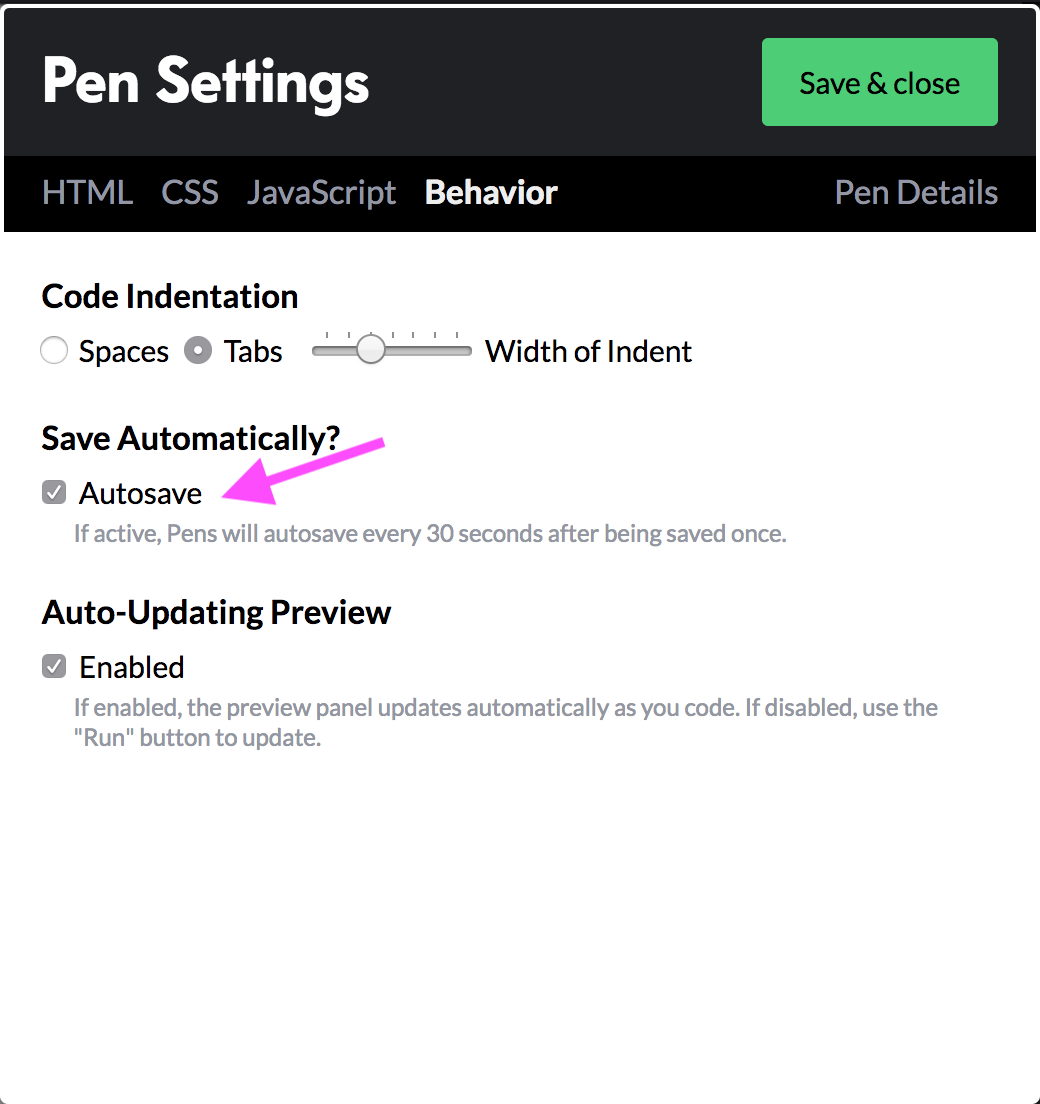 Pen Settings
Save & close
HTML CSS JavaScript Behavior Pen Details
Code Indentation
Spaces Tabs Width of Indent
Save Automatically?
Autosave
If active, Pens will autosave every 30 seconds after being saved once.
Auto-Updating Preview
Enabled
If enabled, the preview panel updates automatically as you code. If disabled, use the
"Run" button to update.